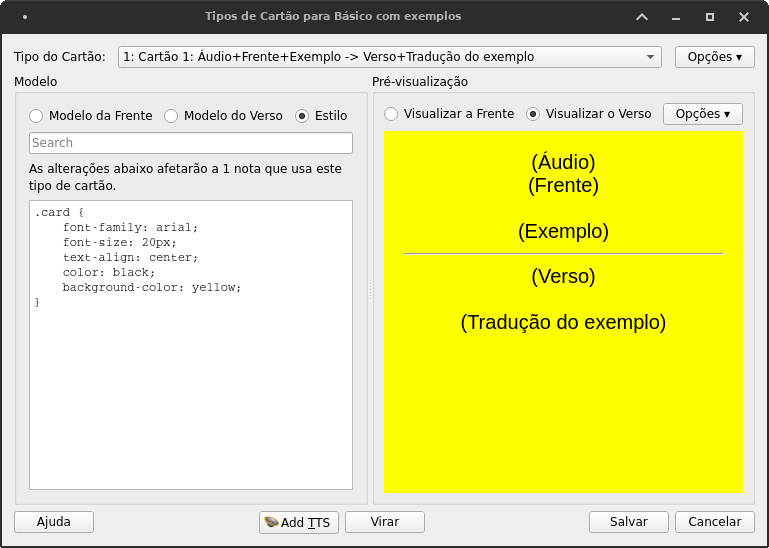 Tipos de Cartão para Básico com exemplos
Tipo do Cartão: 1: Cartão 1: Áudio+Frente+Exemplo -> Verso+Tradução do exemplo Opções ▾
Modelo
Modelo da Frente Modelo do Verso Estilo
Search
As alterações abaixo afetarão a 1 nota que usa este
tipo de cartão.
.card {
    font-family: arial;
    font-size: 20px;
    text-align: center;
    color: black;
    background-color: yellow;
}
Pré-visualização
Visualizar a Frente Visualizar o Verso Opções ▾
(Áudio)
(Frente)
(Exemplo)
(Verso)
(Tradução do exemplo)
Ajuda Add TTS Virar Salvar Cancelar